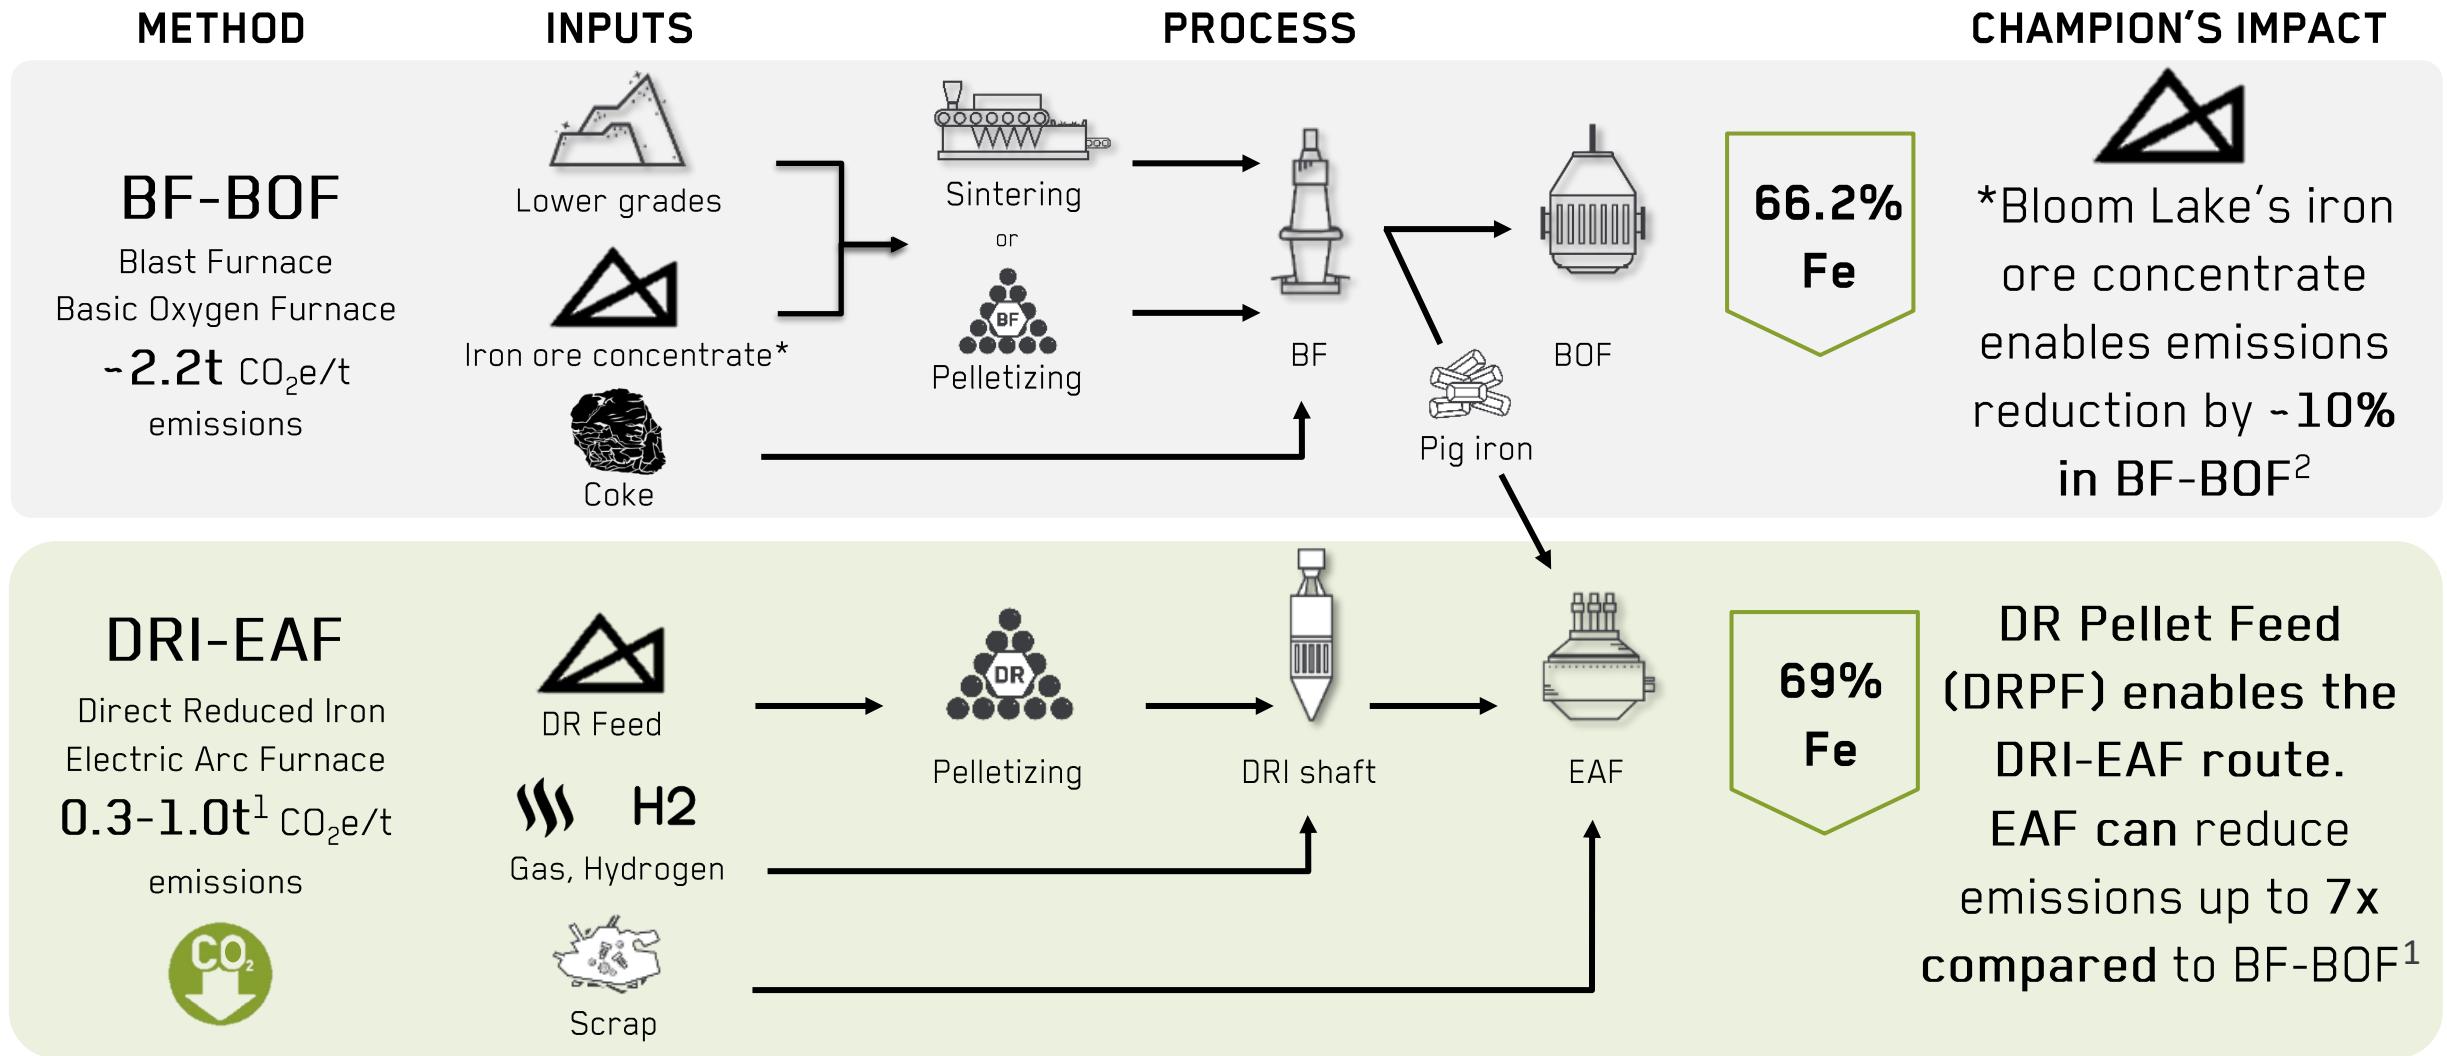 METHOD
INPUTS
PROCESS
CHAMPION'S IMPACT
BF-BOF
Blast Furnace
Basic Oxygen Furnace
~2.2t CO₂e/t
emissions
Lower grades
Iron ore concentrate*
Coke
Sintering
or
BF
Pelletizing
BF
BOF
Pig iron
66.2%
Fe
*Bloom Lake's iron
ore concentrate
enables emissions
reduction by ~10%
in BF-BOF²
DRI-EAF
Direct Reduced Iron
Electric Arc Furnace
0.3-1.0t¹ CO₂e/t
emissions
CO₂
DR Feed
H2
Gas, Hydrogen
Scrap
DR
Pelletizing
DRI shaft
EAF
69%
Fe
DR Pellet Feed
(DRPF) enables the
DRI-EAF route.
EAF can reduce
emissions up to 7x
compared to BF-BOF¹